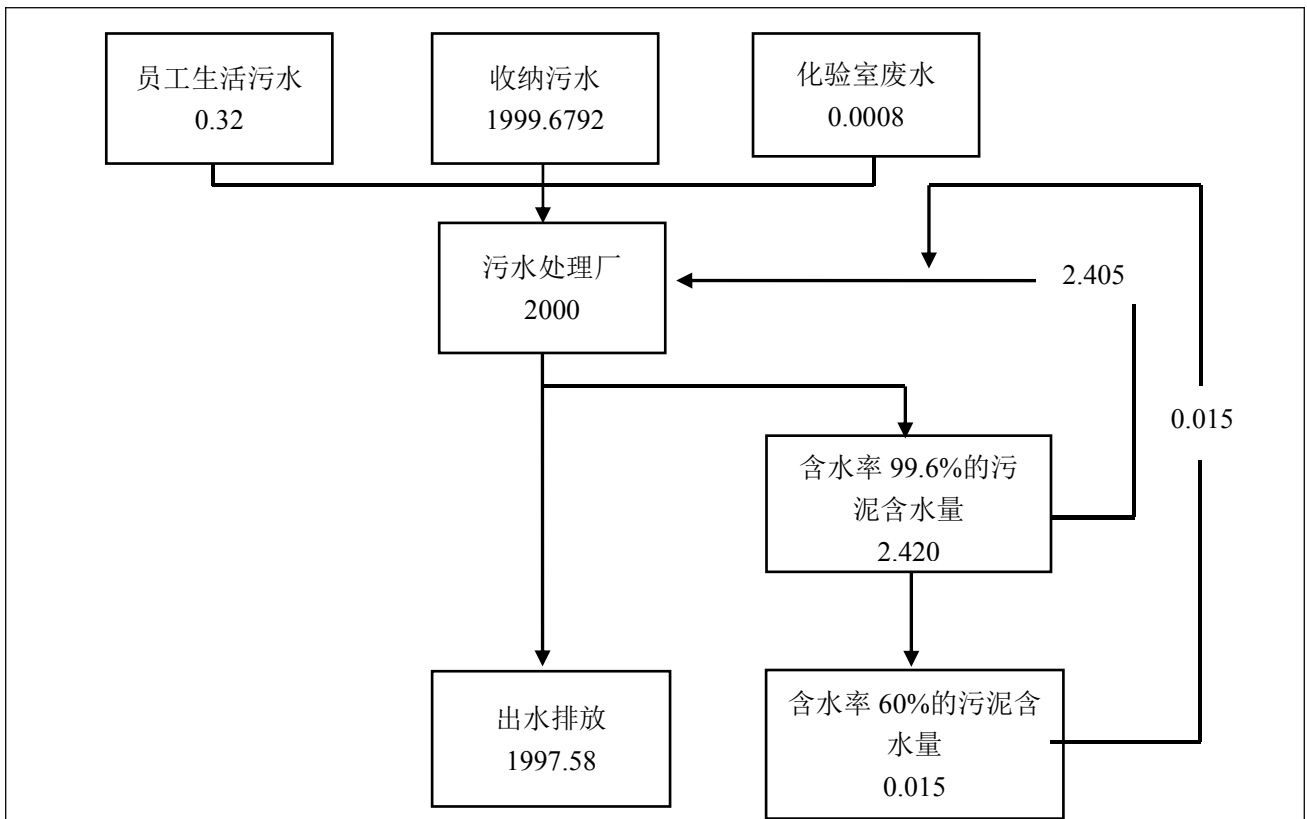 员工生活污水
0.32
收纳污水
1999.6792
化验室废水
0.0008
污水处理厂
2000
2.405
0.015
含水率 99.6%的污
泥含水量
2.420
出水排放
1997.58
含水率 60%的污泥含
水量
0.015